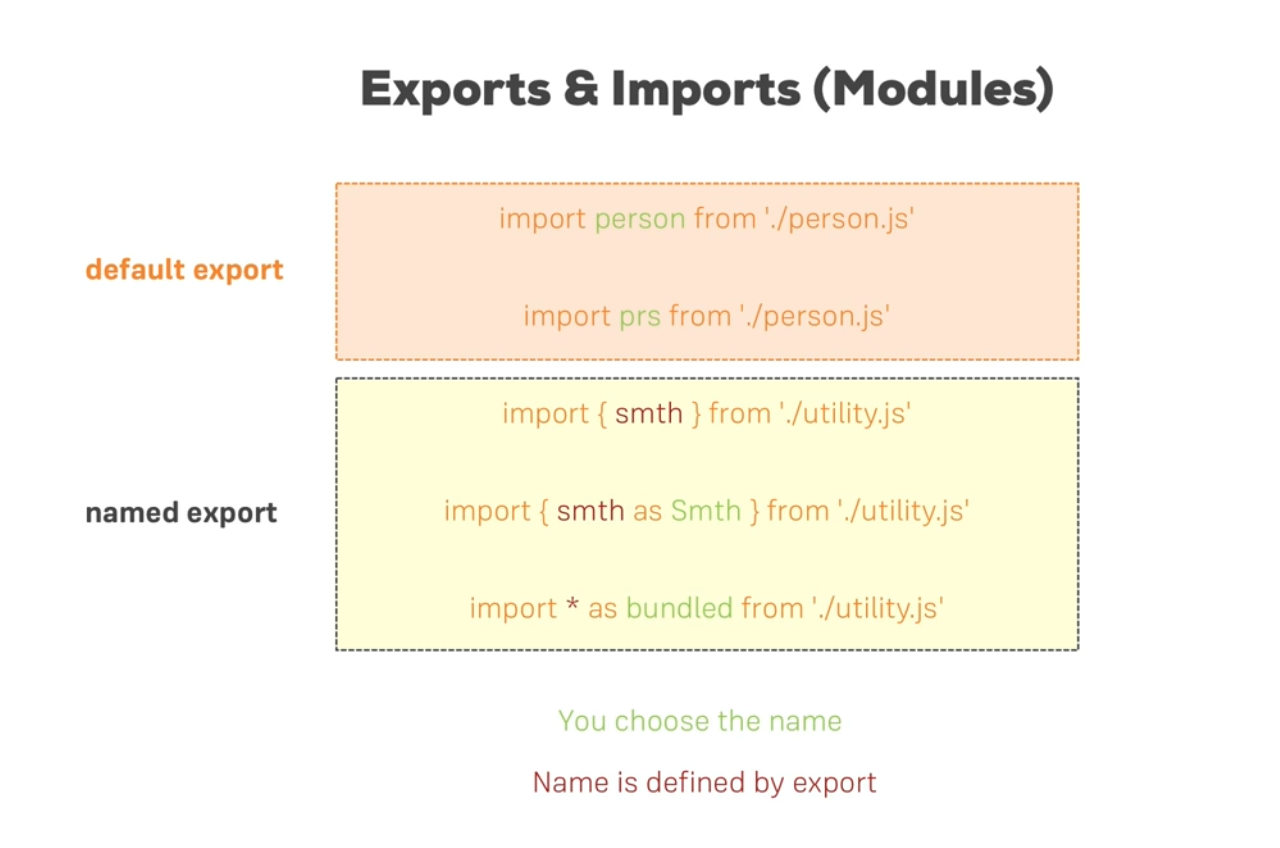 Exports & Imports (Modules)
default export
import person from './person.js'
import prs from './person.js'
named export
import { smth } from './utility.js'
import { smth as Smth } from './utility.js'
import * as bundled from './utility.js'
You choose the name
Name is defined by export